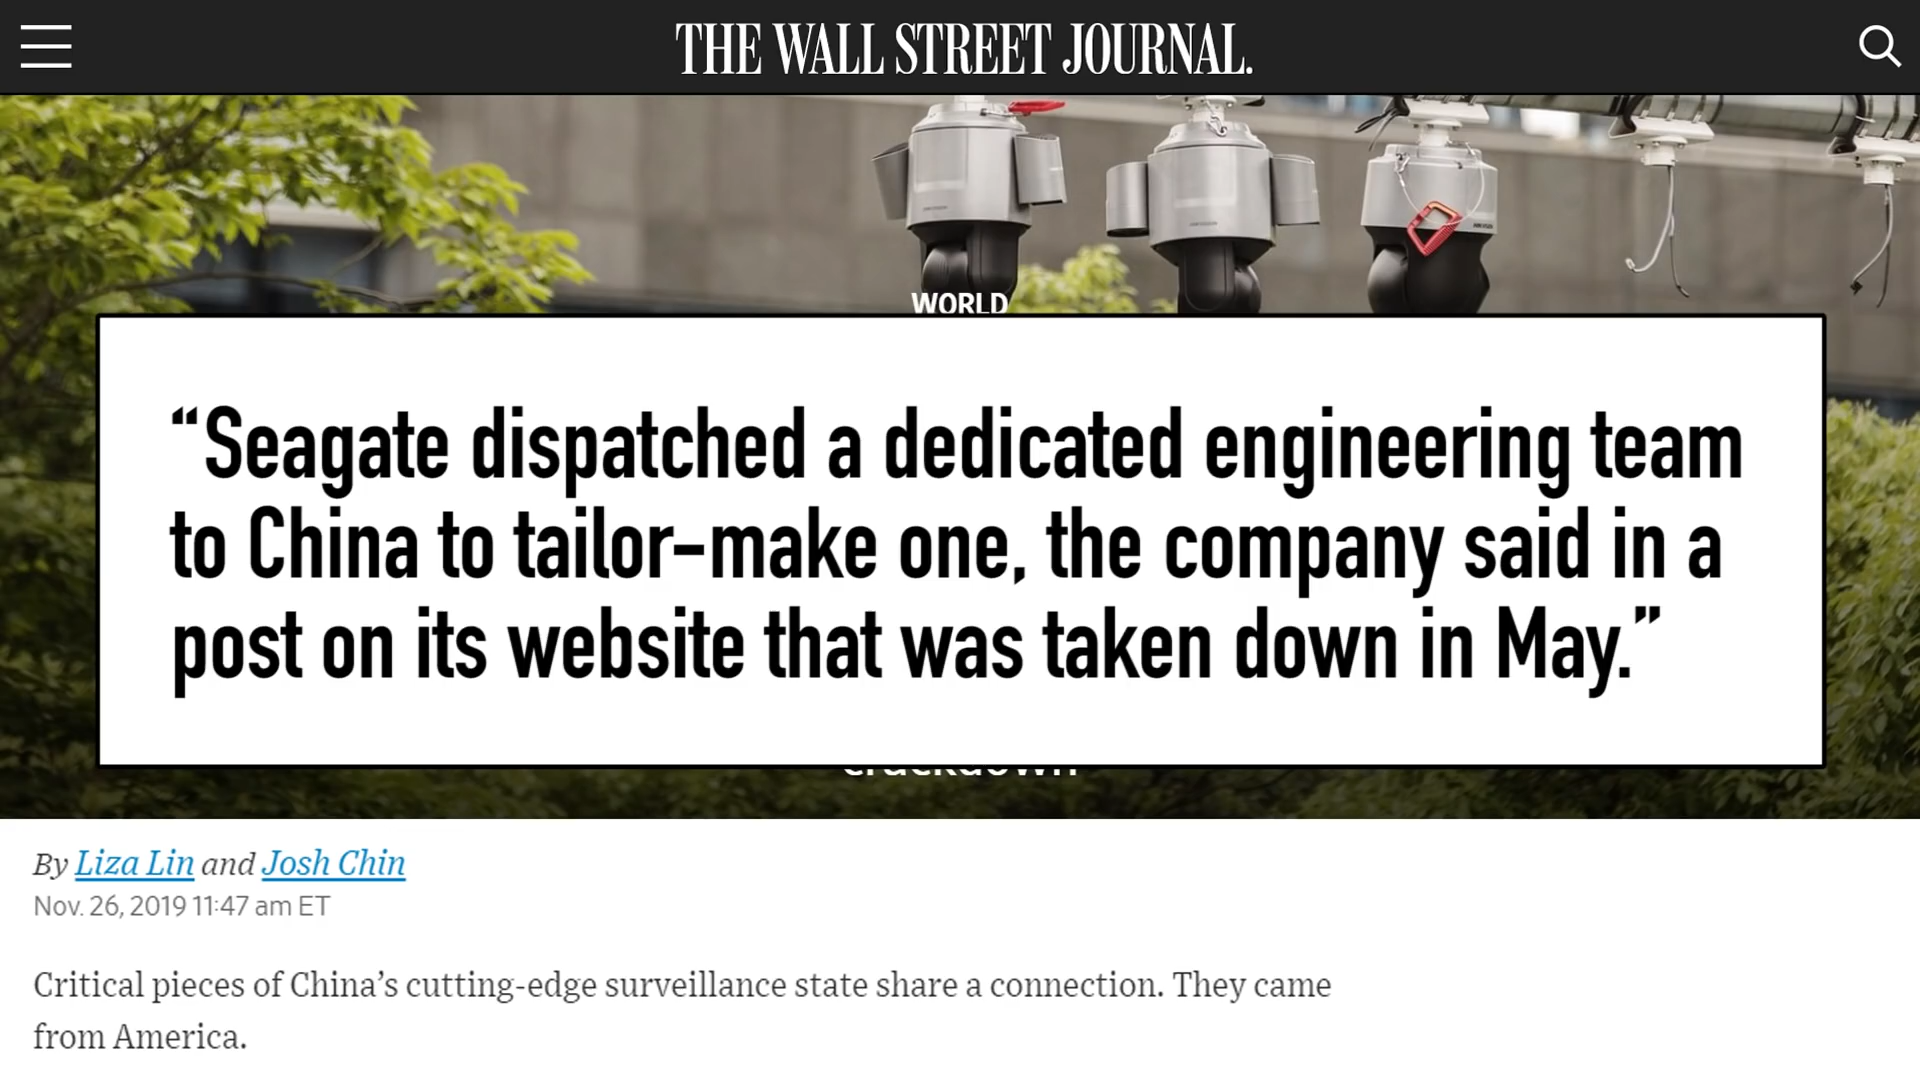 THE WALL STREET JOURNAL.
WORLD
“Seagate dispatched a dedicated engineering team
to China to tailor-make one, the company said in a
post on its website that was taken down in May.”
crackdown
By Liza Lin and Josh Chin
Nov. 26, 2019 11:47 am ET
Critical pieces of China’s cutting-edge surveillance state share a connection. They came
from America.